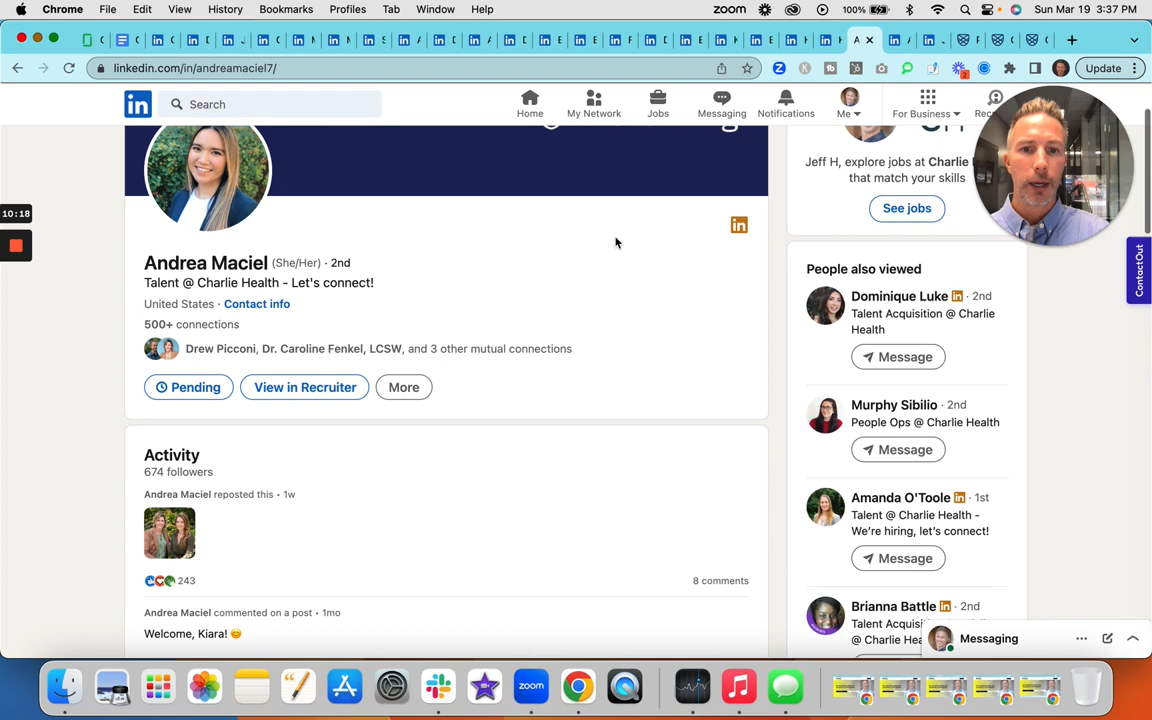 Chrome File Edit View History Bookmarks Profiles Tab Window Help zoom 100% Sun Mar 19 3:37 PM
linkedin.com/in/andreamaciel7/
Update
in
Search
Home
My Network
Jobs
Messaging
Notifications
Me
For Business
10:18
Jeff H, explore jobs at Charlie
that match your skills
See jobs
ContactOut
in
Andrea Maciel (She/Her) · 2nd
Talent @ Charlie Health - Let's connect!
United States · Contact info
500+ connections
Drew Picconi, Dr. Caroline Fenkel, LCSW, and 3 other mutual connections
Pending
View in Recruiter
More
People also viewed
Dominique Luke in · 2nd
Talent Acquisition @ Charlie
Health
Message
Murphy Sibilio · 2nd
People Ops @ Charlie Health
Message
Amanda O'Toole in · 1st
Talent @ Charlie Health -
We're hiring, let's connect!
Message
Brianna Battle in · 2nd
Activity
674 followers
Andrea Maciel reposted this • 1w
243
8 comments
Andrea Maciel commented on a post • 1mo
Welcome, Kiara! 😊
Messaging
zoom